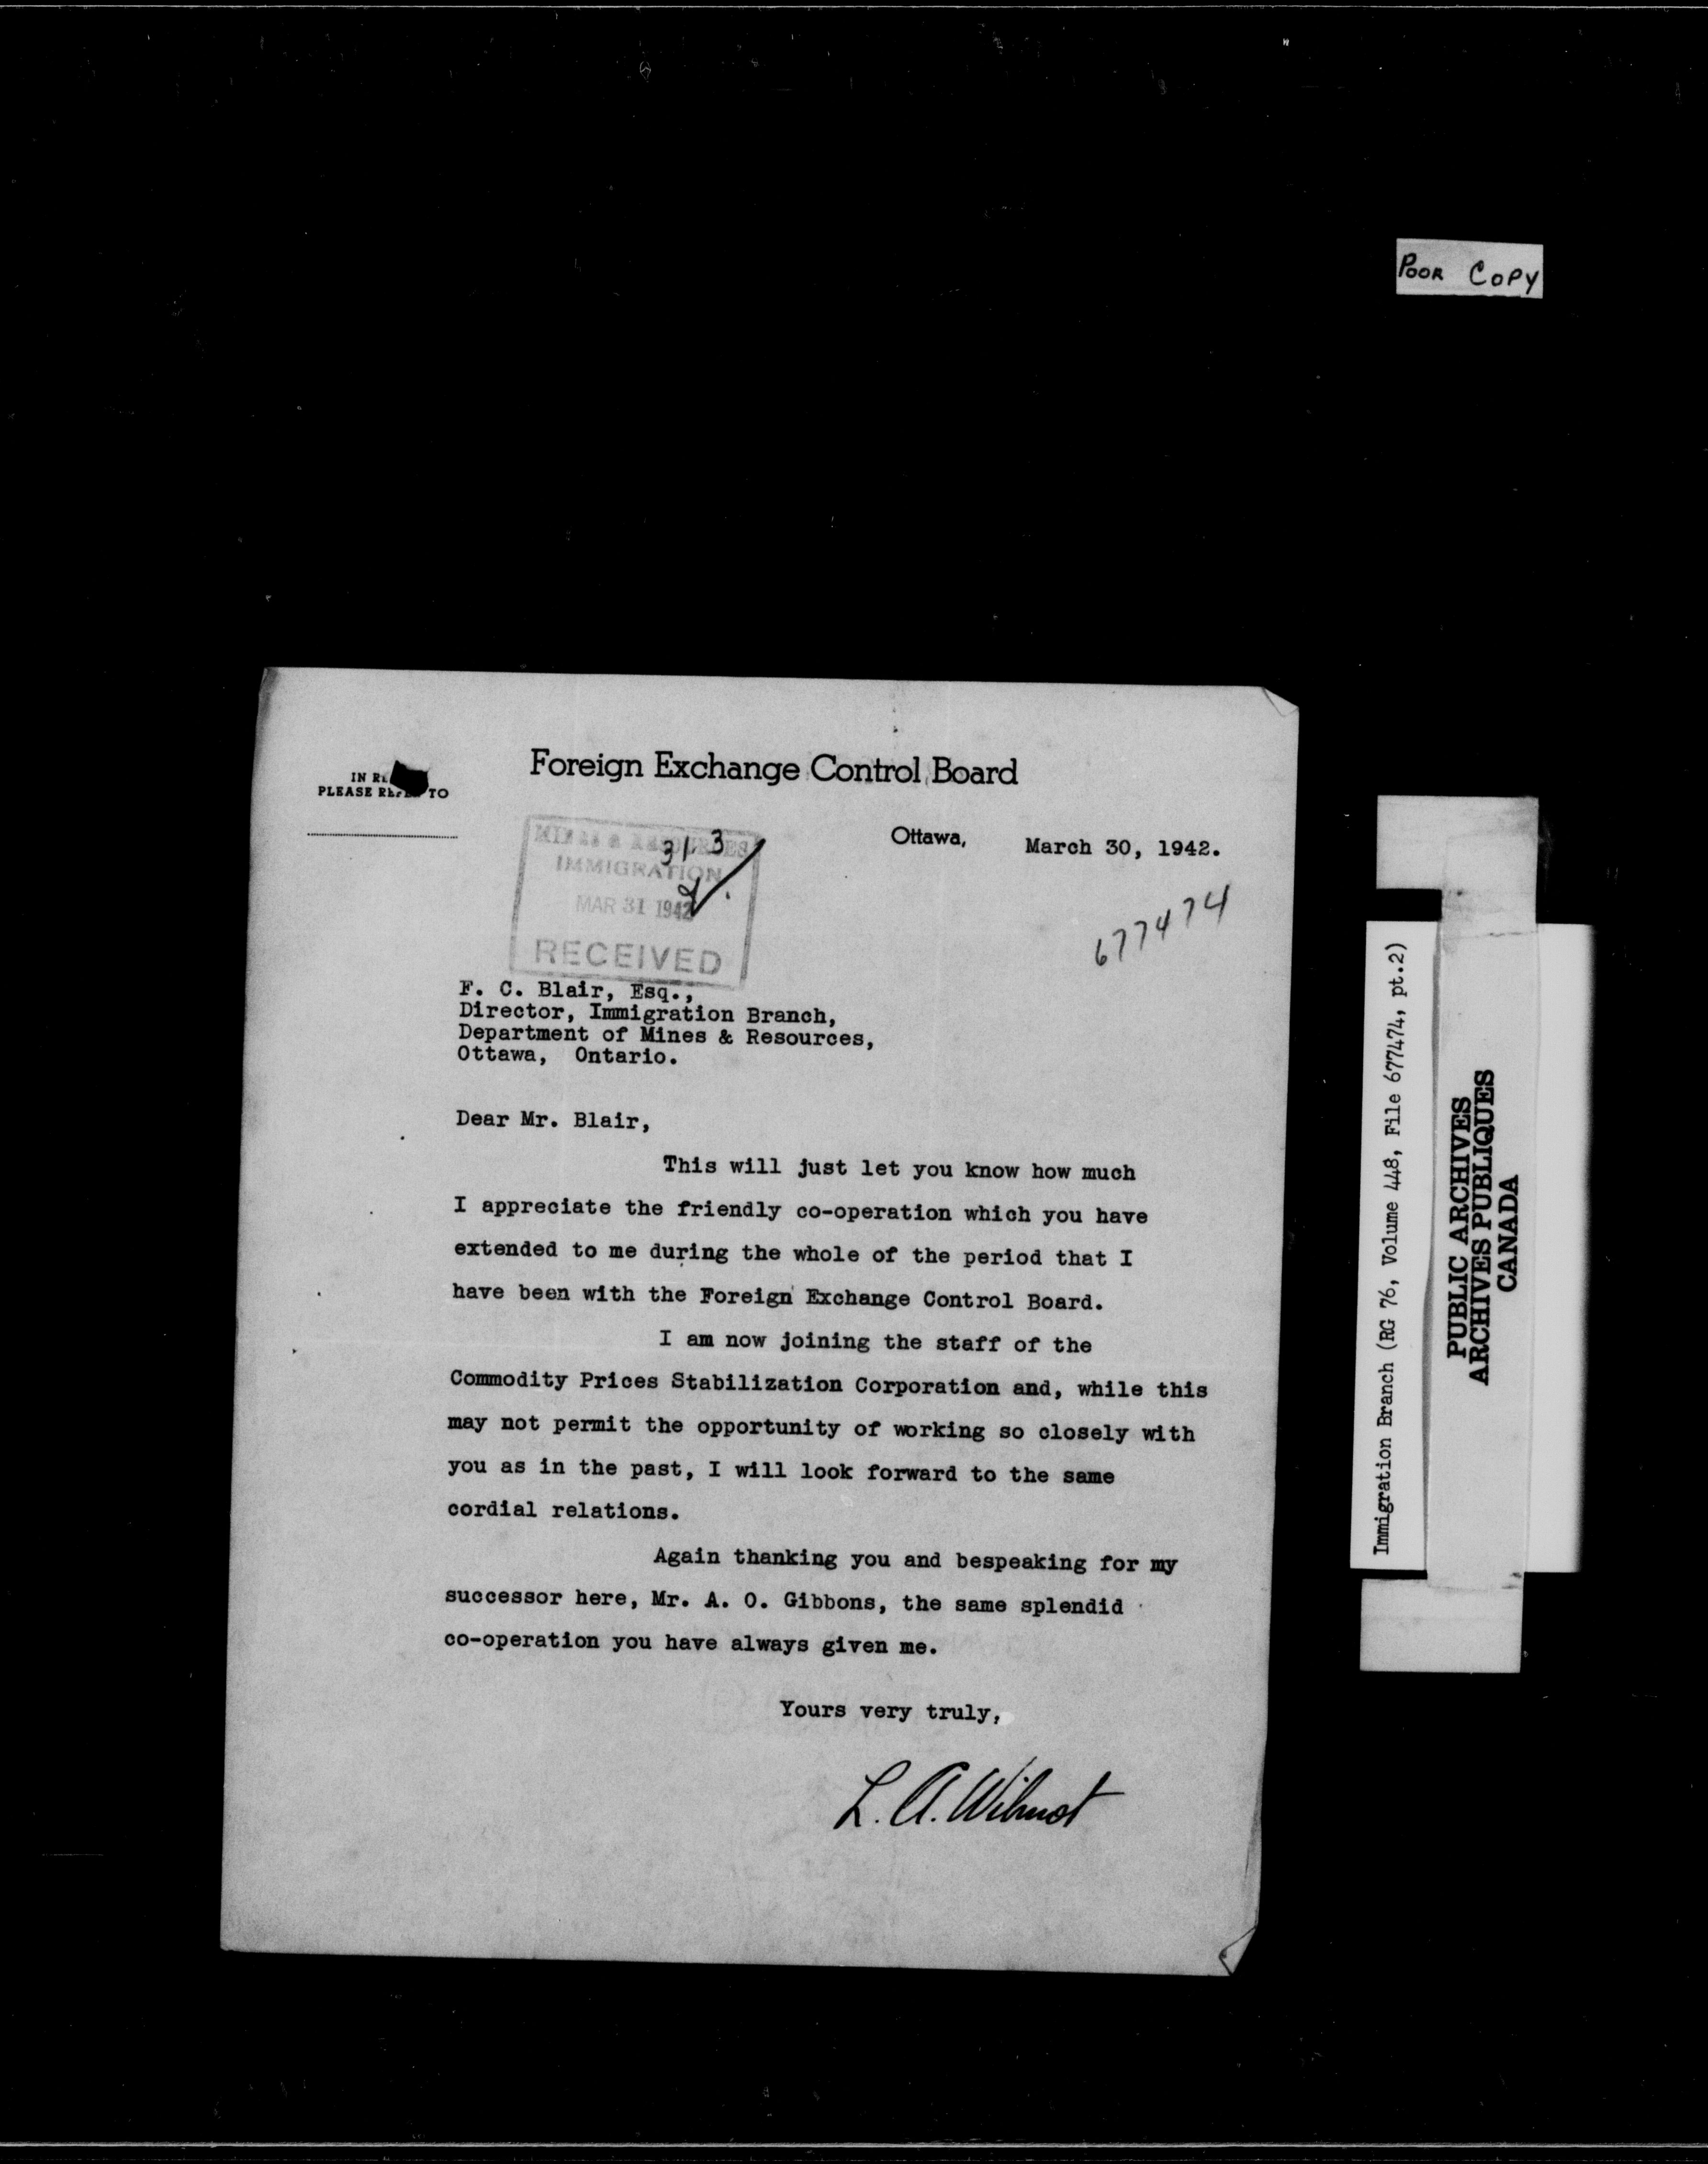 POOR COPY
Foreign Exchange Control Board
IN
PLEASE REFER TO
Ottawa, March 30, 1942.
MINES & RESOURCES
IMMIGRATION
MAR 31 1942
RECEIVED
31.3
677474
F. C. Blair, Esq.,
Director, Immigration Branch,
Department of Mines & Resources,
Ottawa, Ontario.
Dear Mr. Blair,
This will just let you know how much
I appreciate the friendly co-operation which you have
extended to me during the whole of the period that I
have been with the Foreign Exchange Control Board.
I am now joining the staff of the
Commodity Prices Stabilization Corporation and, while this
may not permit the opportunity of working so closely with
you as in the past, I will look forward to the same
cordial relations.
Again thanking you and bespeaking for my
successor here, Mr. A. O. Gibbons, the same splendid
co-operation you have always given me.
Yours very truly,
L. A. Wilmot
Immigration Branch (RG 76, Volume 448, File 677474, pt.2)
PUBLIC ARCHIVES
ARCHIVES PUBLIQUES
CANADA